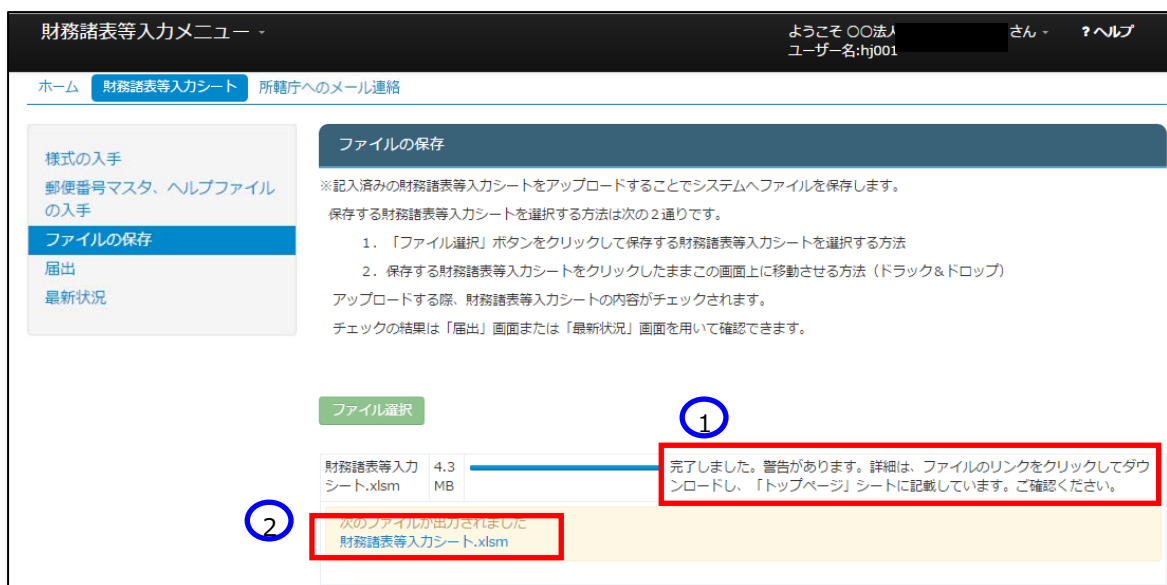 財務諸表等入力メニュー
ようこそ 〇〇法人 さん ?ヘルプ
ユーザー名:hj001
ホーム 財務諸表等入力シート 所轄庁へのメール連絡
様式の入手
郵便番号マスタ、ヘルプファイル
の入手
ファイルの保存
届出
最新状況
ファイルの保存
※記入済みの財務諸表等入力シートをアップロードすることでシステムへファイルを保存します。
保存する財務諸表等入力シートを選択する方法は次の2通りです。
1. 「ファイル選択」ボタンをクリックして保存する財務諸表等入力シートを選択する方法
2. 保存する財務諸表等入力シートをクリックしたままこの画面上に移動させる方法（ドラック＆ドロップ）
アップロードする際、財務諸表等入力シートの内容がチェックされます。
チェックの結果は「届出」画面または「最新状況」画面を用いて確認できます。
ファイル選択
1
財務諸表等入力
シート.xlsm
4.3
MB
完了しました。警告があります。詳細は、ファイルのリンクをクリックしてダウ
ンロードし、「トップページ」シートに記載しています。ご確認ください。
2
次のファイルが出力されました
財務諸表等入力シート.xlsm